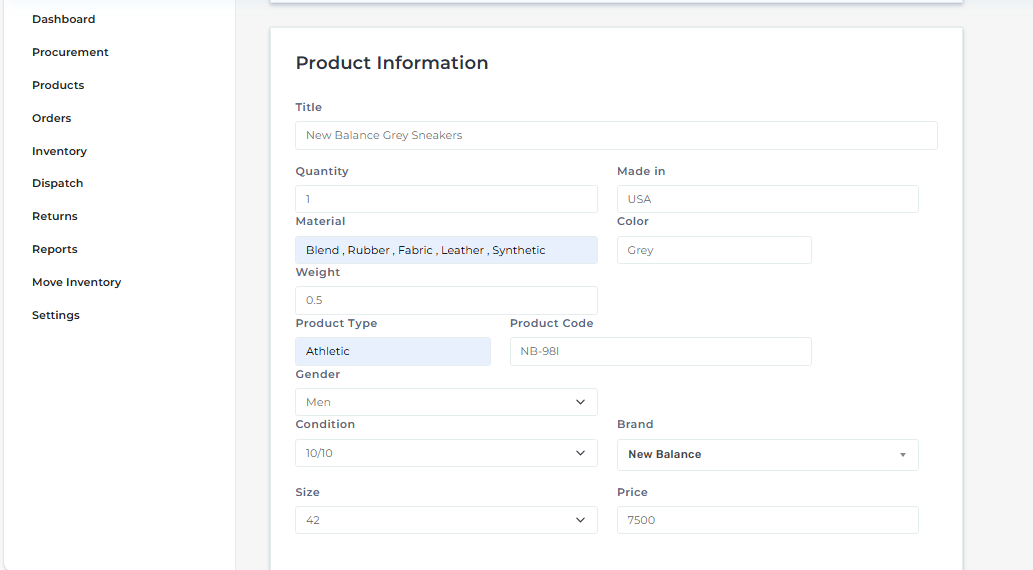 Dashboard
Procurement
Products
Orders
Inventory
Dispatch
Returns
Reports
Move Inventory
Settings
Product Information
Title
New Balance Grey Sneakers
Quantity Made in
1 USA
Material Color
Blend , Rubber , Fabric , Leather , Synthetic Grey
Weight
0.5
Product Type Product Code
Athletic NB-98I
Gender
Men
Condition Brand
10/10 New Balance
Size Price
42 7500